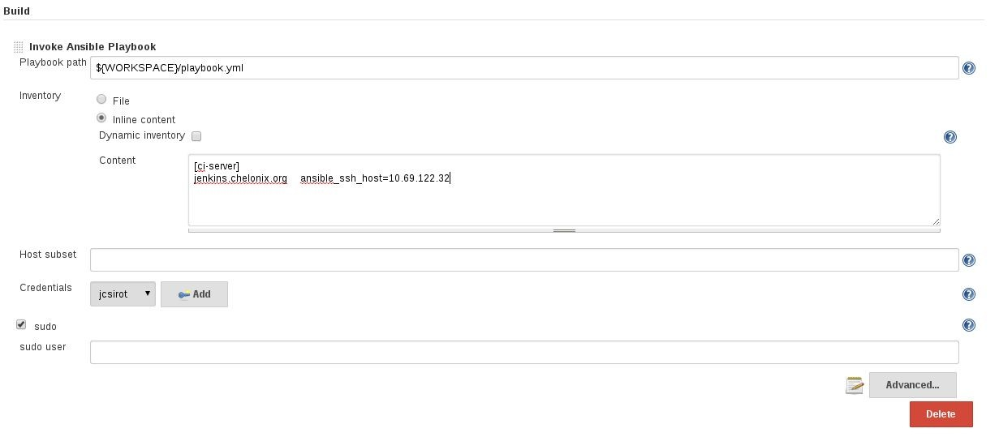 Build
Invoke Ansible Playbook
Playbook path ${WORKSPACE}/playbook.yml
Inventory
File
Inline content
Dynamic inventory
Content
[ci-server]
jenkins.chelonix.org ansible_ssh_host=10.69.122.32
Host subset
Credentials
jcsirot Add
sudo
sudo user
Advanced...
Delete